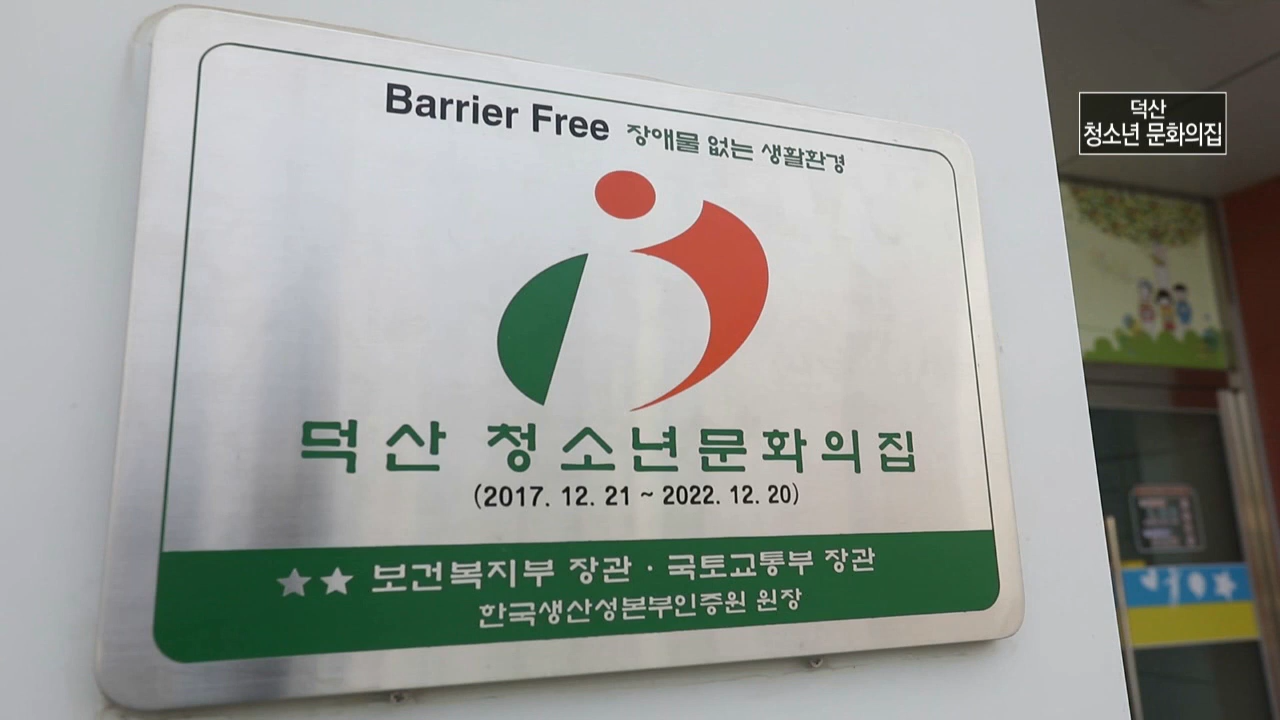 Barrier Free 장애물 없는 생활환경
덕산 청소년문화의집
(2017. 12. 21 ~ 2022. 12. 20)
★★ 보건복지부 장관 · 국토교통부 장관
한국생산성본부인증원 원장
덕산
청소년 문화의집